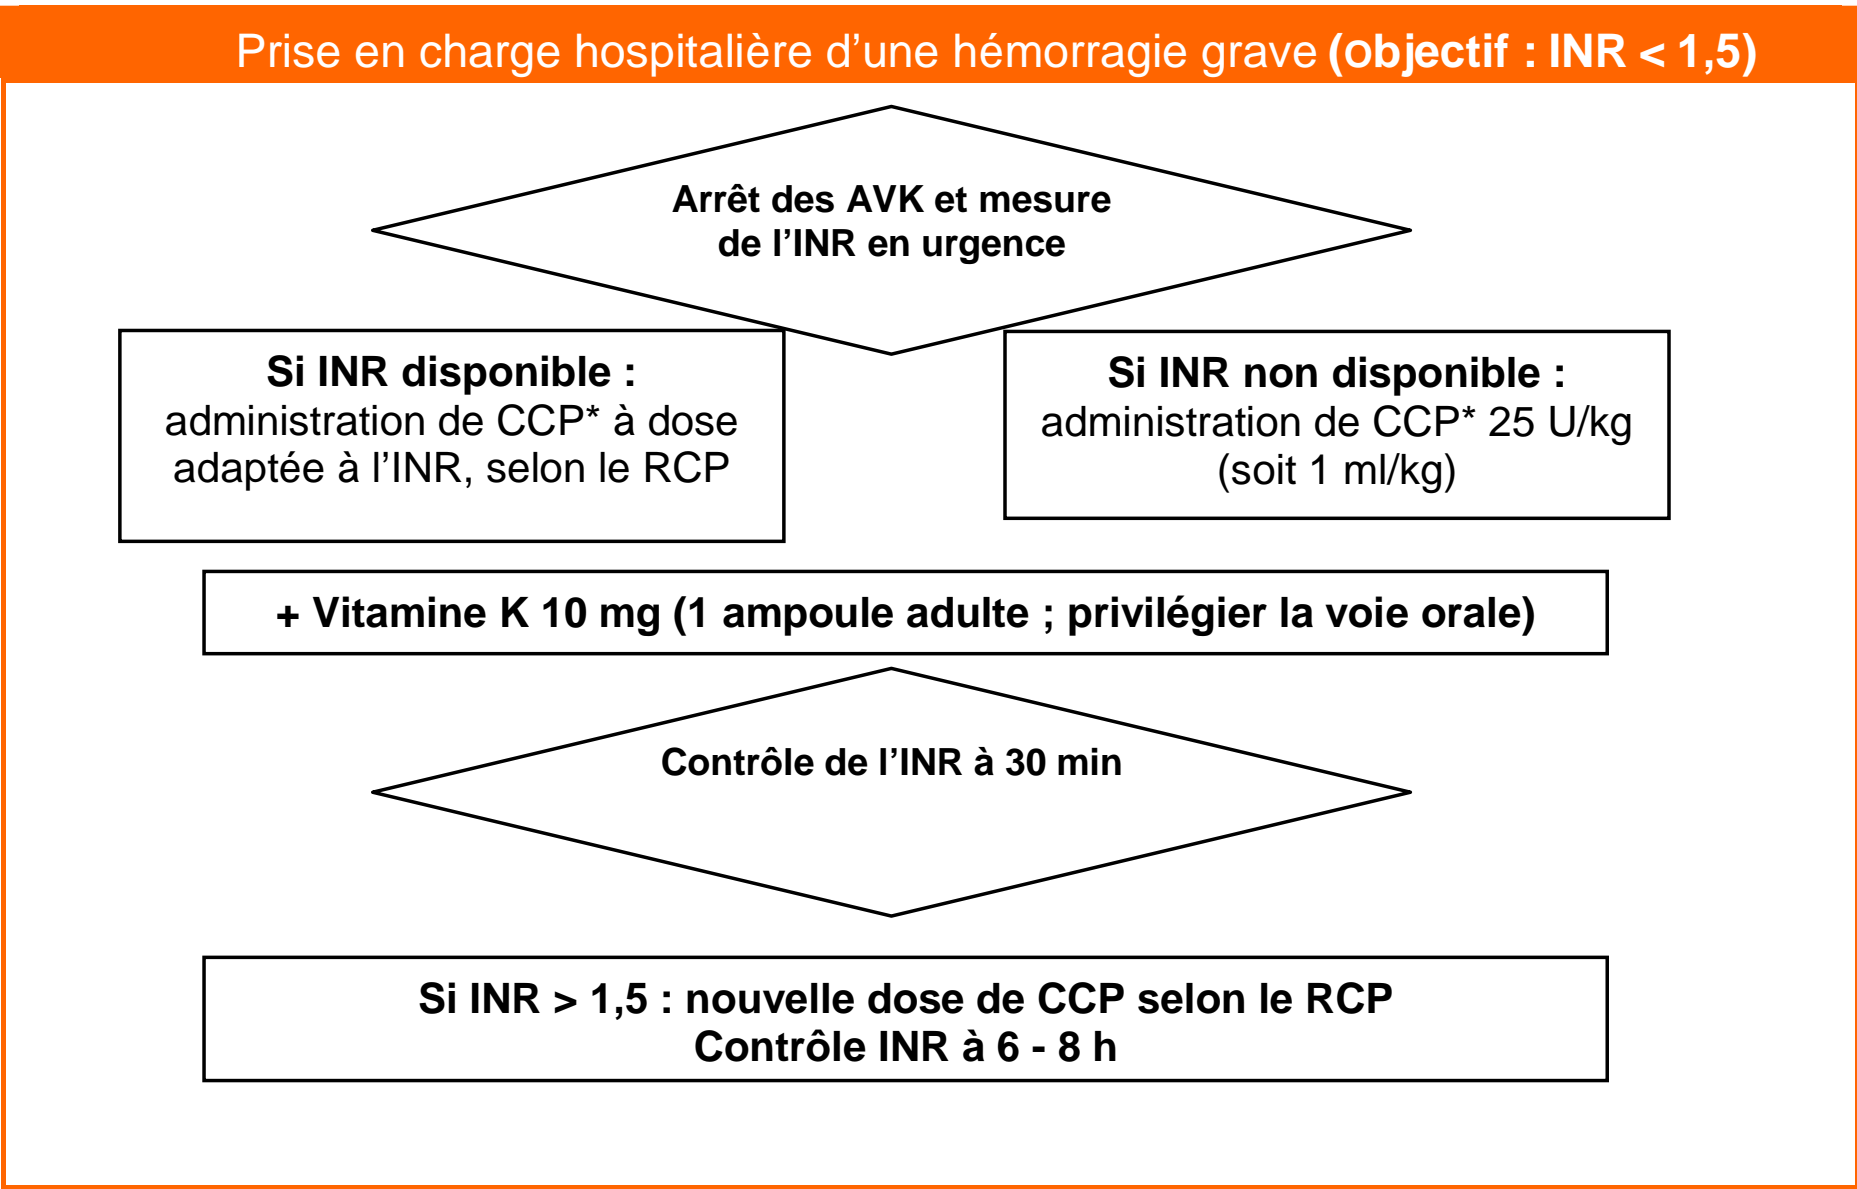 Prise en charge hospitalière d’une hémorragie grave (objectif : INR < 1,5)
Arrêt des AVK et mesure
de l’INR en urgence
Si INR disponible :
administration de CCP* à dose
adaptée à l’INR, selon le RCP
Si INR non disponible :
administration de CCP* 25 U/kg
(soit 1 ml/kg)
+ Vitamine K 10 mg (1 ampoule adulte ; privilégier la voie orale)
Contrôle de l’INR à 30 min
Si INR > 1,5 : nouvelle dose de CCP selon le RCP
Contrôle INR à 6 - 8 h